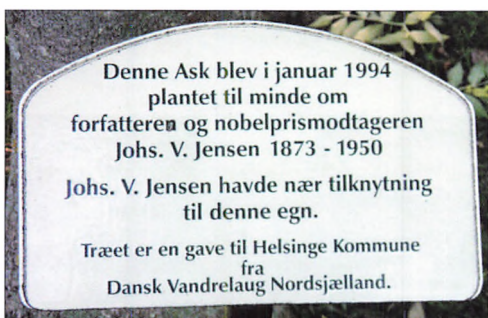 Denne Ask blev i januar 1994
plantet til minde om
forfatteren og nobelprismodtageren
Johs. V. Jensen 1873 - 1950
Johs. V. Jensen havde nær tilknytning
til denne egn.
Træet er en gave til Helsinge Kommune
fra
Dansk Vandrelaug Nordsjælland.